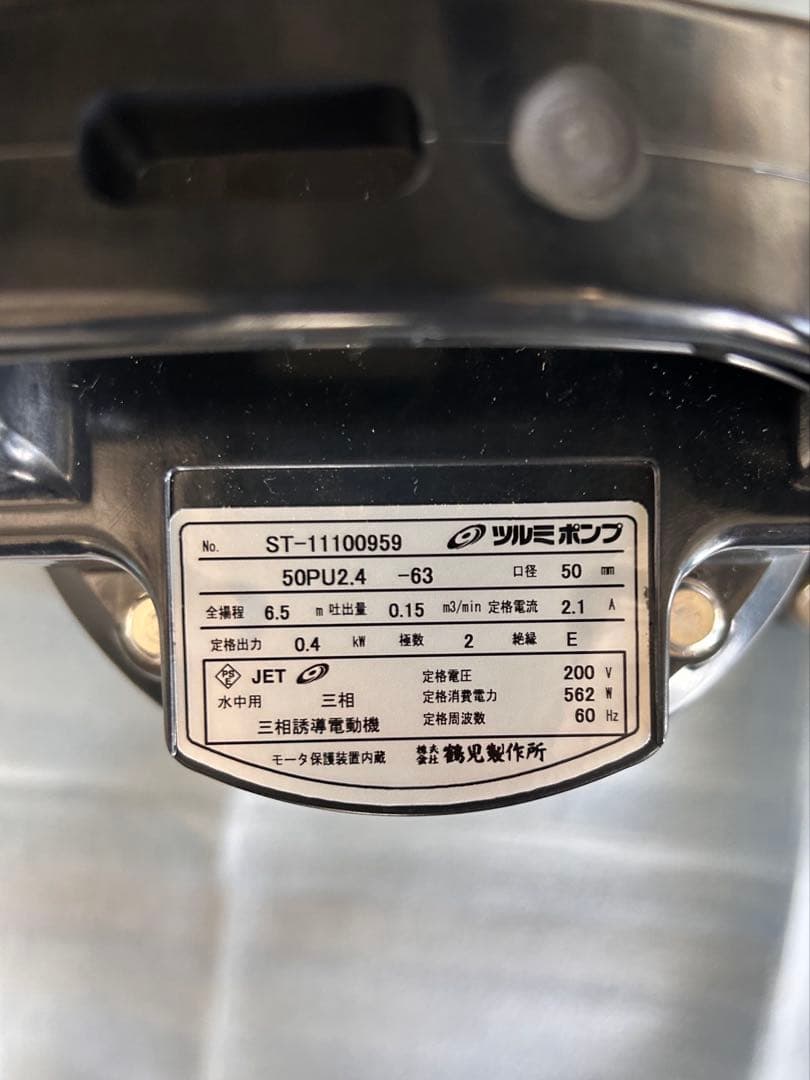 No. ST-11100959 ツルミポンプ
50PU2.4 -63 口径 50 mm
全揚程 6.5 m 吐出量 0.15 m3/min 定格電流 2.1 A
定格出力 0.4 kW 極数 2 絶縁 E
PSE JET 定格電圧 200 V
水中用 三相 定格消費電力 562 W
三相誘導電動機 定格周波数 60 Hz
モータ保護装置内蔵 株式会社 鶴見製作所